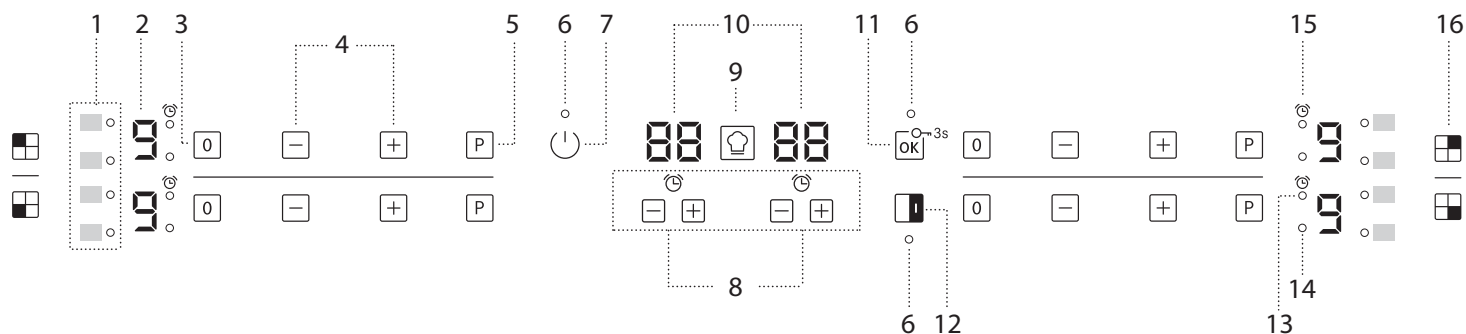 1 2 3 4 5 6 7 10 9 11 6 15 16
9 0 − + P 88 88 OK 3s 0 − + P 9
9 0 − + P − + − + 0 − + P 9
8 6 12 13 14